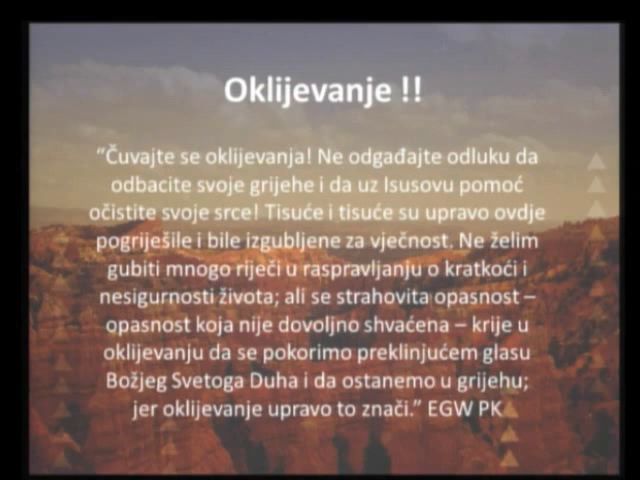 Oklijevanje !!
“Čuvajte se oklijevanja! Ne odgađajte odluku da
odbacite svoje grijehe i da uz Isusovu pomoć
očistite svoje srce! Tisuće i tisuće su upravo ovdje
pogriješile i bile izgubljene za vječnost. Ne želim
gubiti mnogo riječi u raspravljanju o kratkoći i
nesigurnosti života; ali se strahovita opasnost –
opasnost koja nije dovoljno shvaćena – krije u
oklijevanju da se pokorimo preklinjućem glasu
Božjeg Svetoga Duha i da ostanemo u grijehu;
jer oklijevanje upravo to znači.” EGW PK